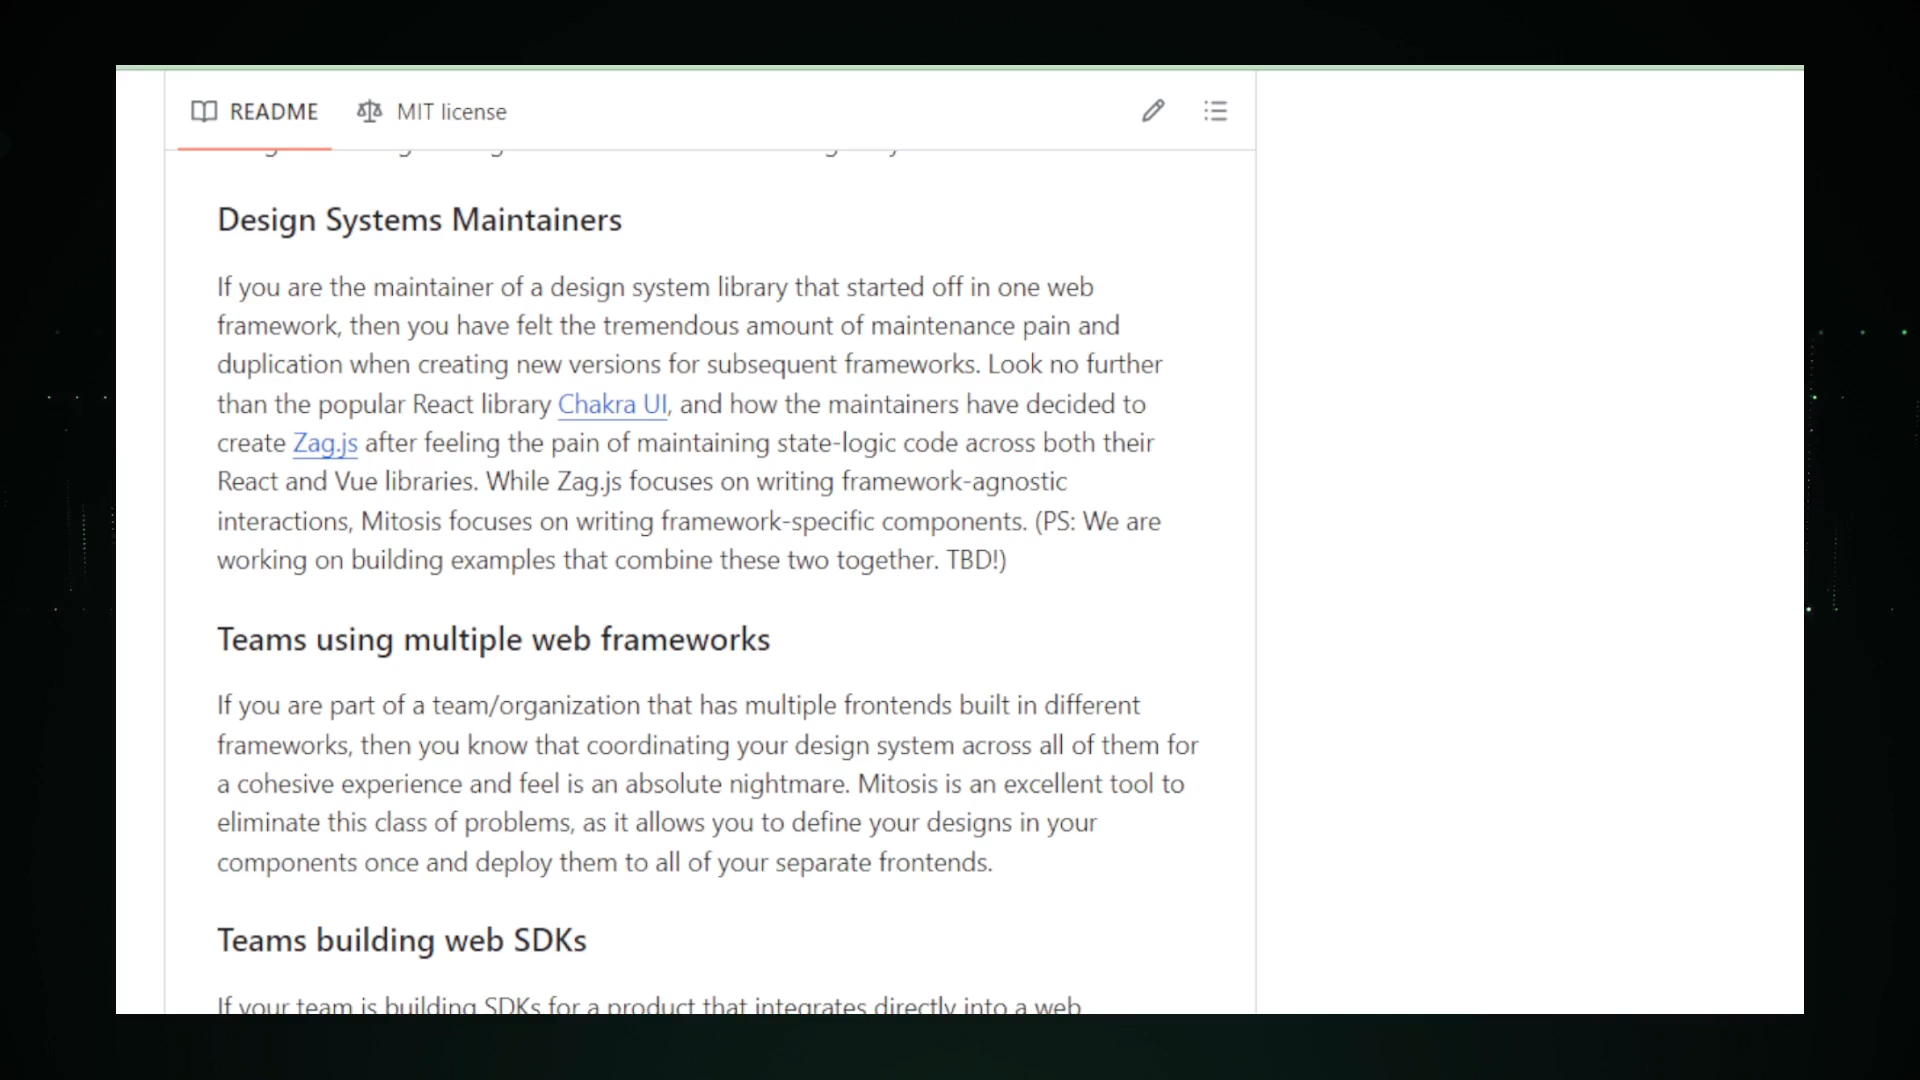 README MIT license
Design Systems Maintainers
If you are the maintainer of a design system library that started off in one web
framework, then you have felt the tremendous amount of maintenance pain and
duplication when creating new versions for subsequent frameworks. Look no further
than the popular React library Chakra UI, and how the maintainers have decided to
create Zag.js after feeling the pain of maintaining state-logic code across both their
React and Vue libraries. While Zag.js focuses on writing framework-agnostic
interactions, Mitosis focuses on writing framework-specific components. (PS: We are
working on building examples that combine these two together. TBD!)
Teams using multiple web frameworks
If you are part of a team/organization that has multiple frontends built in different
frameworks, then you know that coordinating your design system across all of them for
a cohesive experience and feel is an absolute nightmare. Mitosis is an excellent tool to
eliminate this class of problems, as it allows you to define your designs in your
components once and deploy them to all of your separate frontends.
Teams building web SDKs
If your team is building SDKs for a product that integrates directly into a web